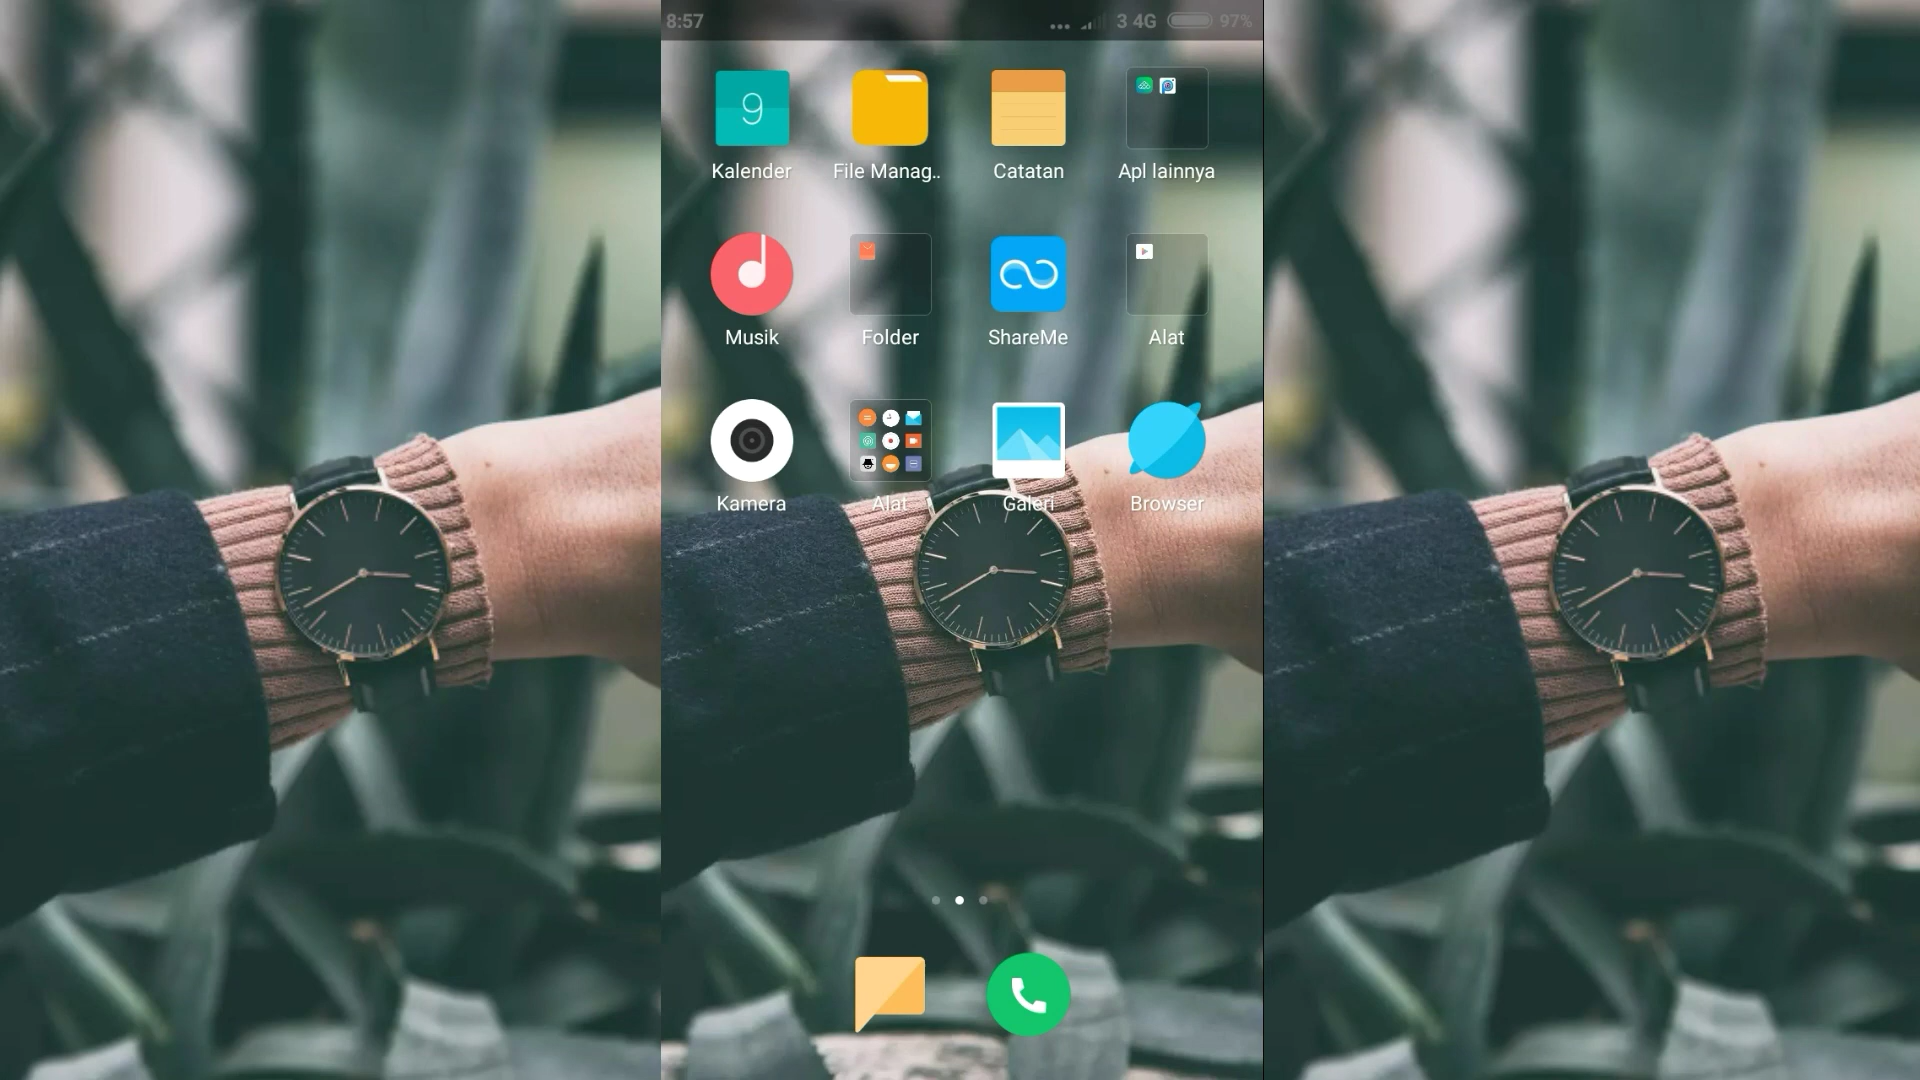 8:57 ... 3 4G 97%
9
Kalender File Manag.. Catatan Apl lainnya
Musik Folder ShareMe Alat
Kamera Alat Galeri Browser